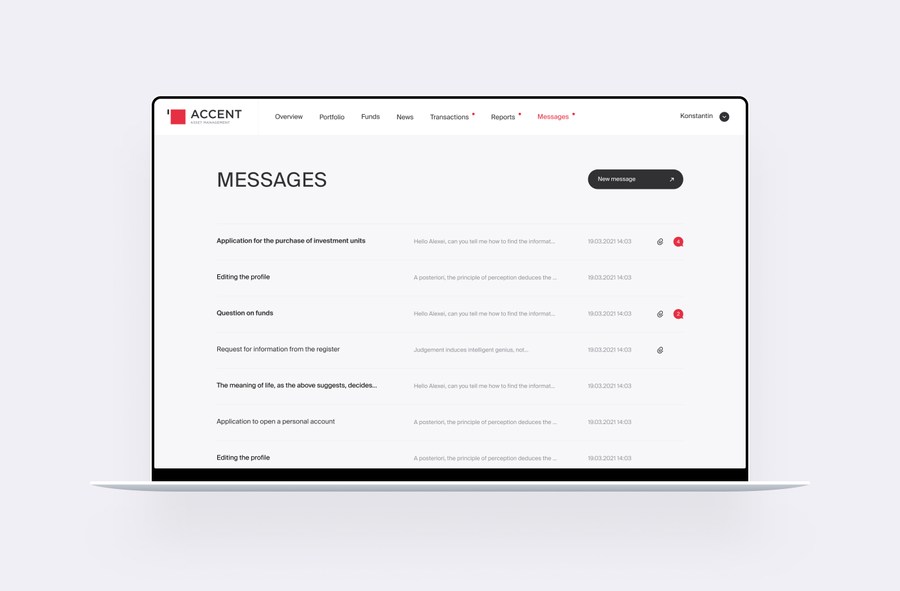 ACCENT
ASSET MANAGEMENT
Overview Portfolio Funds News Transactions Reports Messages Konstantin
MESSAGES
New message
Application for the purchase of investment units Hello Alexei, can you tell me how to find the informat... 19.03.2021 14:03 4
Editing the profile A posteriori, the principle of perception deduces the ... 19.03.2021 14:03
Question on funds Hello Alexei, can you tell me how to find the informat... 19.03.2021 14:03 2
Request for information from the register Judgement induces intelligent genius, not... 19.03.2021 14:03
The meaning of life, as the above suggests, decides... Hello Alexei, can you tell me how to find the informat... 19.03.2021 14:03
Application to open a personal account A posteriori, the principle of perception deduces the ... 19.03.2021 14:03
Editing the profile A posteriori, the principle of perception deduces the ... 19.03.2021 14:03